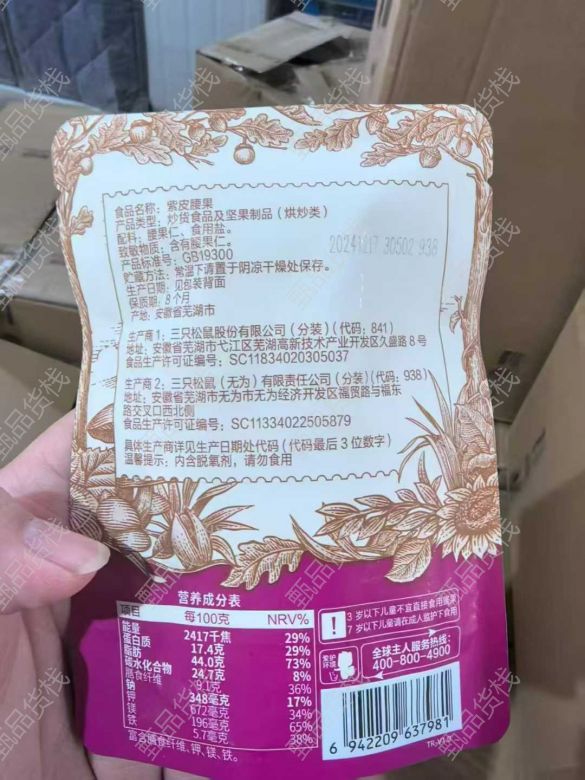 食品名称：紫皮腰果
产品类型：炒货食品及坚果制品（烘炒类）
配料：腰果仁、食用盐。
致敏物质：含有腰果仁。
产品标准号：GB19300
贮藏方法：常温下请置于阴凉干燥处保存。
生产日期：见包装背面
保质期：8个月
产地：安徽省芜湖市
20241217 30502 938
生产商1：三只松鼠股份有限公司（分装）（代码：841）
地址：安徽省芜湖市弋江区芜湖高新技术产业开发区久盛路8号
食品生产许可证编号：SC11834020305037
生产商2：三只松鼠（无为）有限责任公司（分装）（代码：938）
地址：安徽省芜湖市无为市无为经济开发区福贸路与福东
路交叉口西北侧
食品生产许可证编号：SC11334022505879
具体生产商详见生产日期处代码（代码最后3位数字）
温馨提示：内含脱氧剂，请勿食用
营养成分表
项目 每100克 NRV%
能量 2417千焦 29%
蛋白质 17.4克 29%
脂肪 44.0克 73%
碳水化合物 24.7克 8%
膳食纤维 9.1克 36%
钠 348毫克 17%
钾 672毫克 34%
镁 196毫克 65%
铁 5.7毫克 38%
富含膳食纤维、钾、镁、铁。
3岁以下儿童不宜直接食用坚果
7岁以下儿童请在成人监护下食用
爱护环境
全球主人服务热线：
400-800-4900
6 942209 637981
甄品货栈